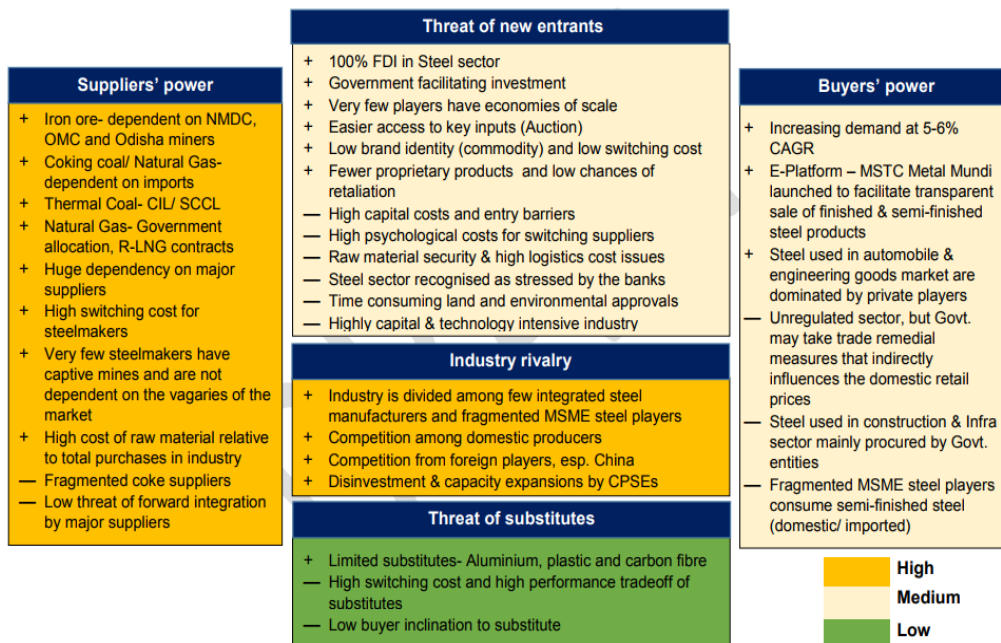 Suppliers' power
+ Iron ore- dependent on NMDC,
OMC and Odisha miners
+ Coking coal/ Natural Gas-
dependent on imports
+ Thermal Coal- CIL/ SCCL
+ Natural Gas- Government
allocation, R-LNG contracts
+ Huge dependency on major
suppliers
+ High switching cost for
steelmakers
+ Very few steelmakers have
captive mines and are not
dependent on the vagaries of the
market
+ High cost of raw material relative
to total purchases in industry
— Fragmented coke suppliers
— Low threat of forward integration
by major suppliers
Threat of new entrants
+ 100% FDI in Steel sector
+ Government facilitating investment
+ Very few players have economies of scale
+ Easier access to key inputs (Auction)
+ Low brand identity (commodity) and low switching cost
+ Fewer proprietary products and low chances of
retaliation
— High capital costs and entry barriers
— High psychological costs for switching suppliers
— Raw material security & high logistics cost issues
— Steel sector recognised as stressed by the banks
— Time consuming land and environmental approvals
— Highly capital & technology intensive industry
Industry rivalry
+ Industry is divided among few integrated steel
manufacturers and fragmented MSME steel players
+ Competition among domestic producers
+ Competition from foreign players, esp. China
+ Disinvestment & capacity expansions by CPSEs
Threat of substitutes
+ Limited substitutes- Aluminium, plastic and carbon fibre
— High switching cost and high performance tradeoff of
substitutes
— Low buyer inclination to substitute
Buyers' power
+ Increasing demand at 5-6%
CAGR
+ E-Platform – MSTC Metal Mundi
launched to facilitate transparent
sale of finished & semi-finished
steel products
+ Steel used in automobile &
engineering goods market are
dominated by private players
— Unregulated sector, but Govt.
may take trade remedial
measures that indirectly
influences the domestic retail
prices
— Steel used in construction & Infra
sector mainly procured by Govt.
entities
— Fragmented MSME steel players
consume semi-finished steel
(domestic/ imported)
High
Medium
Low